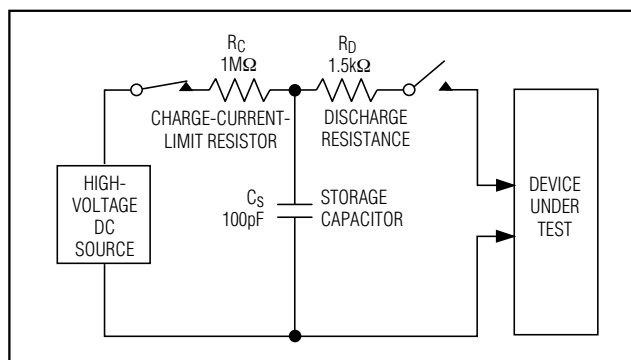 R_C
1MΩ
CHARGE-CURRENT-
LIMIT RESISTOR
R_D
1.5kΩ
DISCHARGE
RESISTANCE
HIGH-
VOLTAGE
DC
SOURCE
C_S
100pF
STORAGE
CAPACITOR
DEVICE
UNDER
TEST